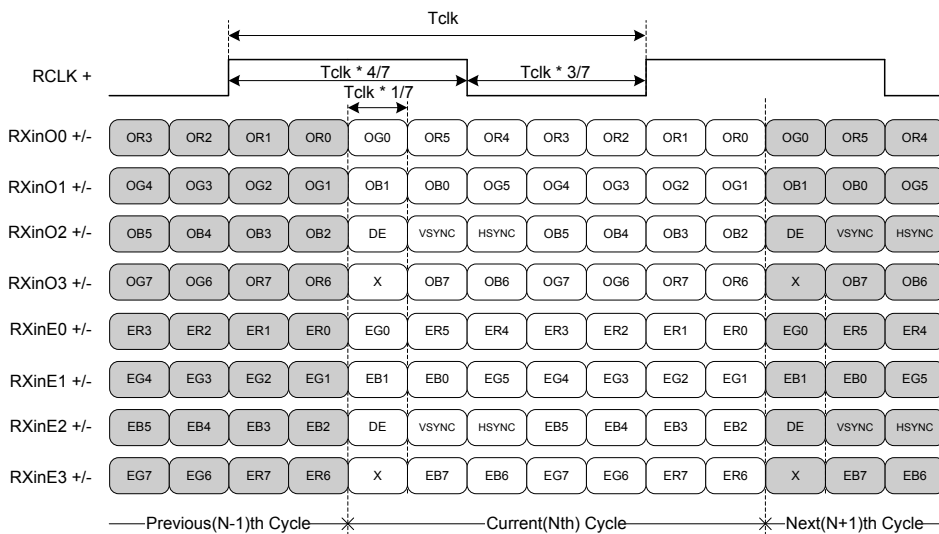 Tclk
RCLK +
Tclk * 4/7 Tclk * 3/7
Tclk * 1/7
RXinO0 +/- OR3 OR2 OR1 OR0 OG0 OR5 OR4 OR3 OR2 OR1 OR0 OG0 OR5 OR4
RXinO1 +/- OG4 OG3 OG2 OG1 OB1 OB0 OG5 OG4 OG3 OG2 OG1 OB1 OB0 OG5
RXinO2 +/- OB5 OB4 OB3 OB2 DE VSYNC HSYNC OB5 OB4 OB3 OB2 DE VSYNC HSYNC
RXinO3 +/- OG7 OG6 OR7 OR6 X OB7 OB6 OG7 OG6 OR7 OR6 X OB7 OB6
RXinE0 +/- ER3 ER2 ER1 ER0 EG0 ER5 ER4 ER3 ER2 ER1 ER0 EG0 ER5 ER4
RXinE1 +/- EG4 EG3 EG2 EG1 EB1 EB0 EG5 EG4 EG3 EG2 EG1 EB1 EB0 EG5
RXinE2 +/- EB5 EB4 EB3 EB2 DE VSYNC HSYNC EB5 EB4 EB3 EB2 DE VSYNC HSYNC
RXinE3 +/- EG7 EG6 ER7 ER6 X EB7 EB6 EG7 EG6 ER7 ER6 X EB7 EB6
Previous(N-1)th Cycle Current(Nth) Cycle Next(N+1)th Cycle